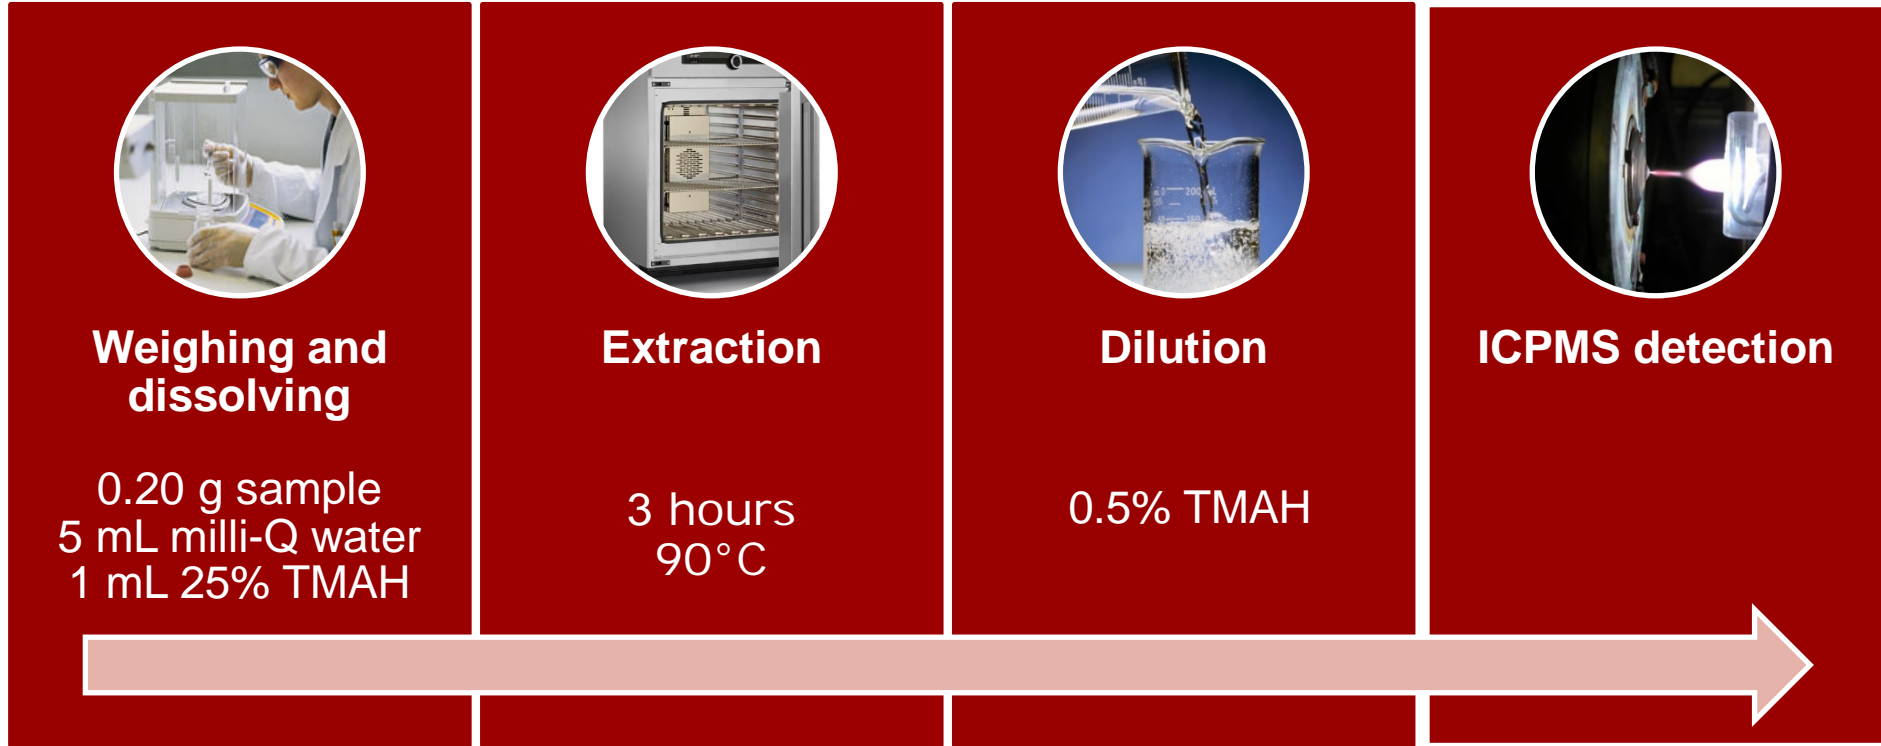 Weighing and
dissolving
0.20 g sample
5 mL milli-Q water
1 mL 25% TMAH
Extraction
3 hours
90°C
Dilution
0.5% TMAH
ICPMS detection